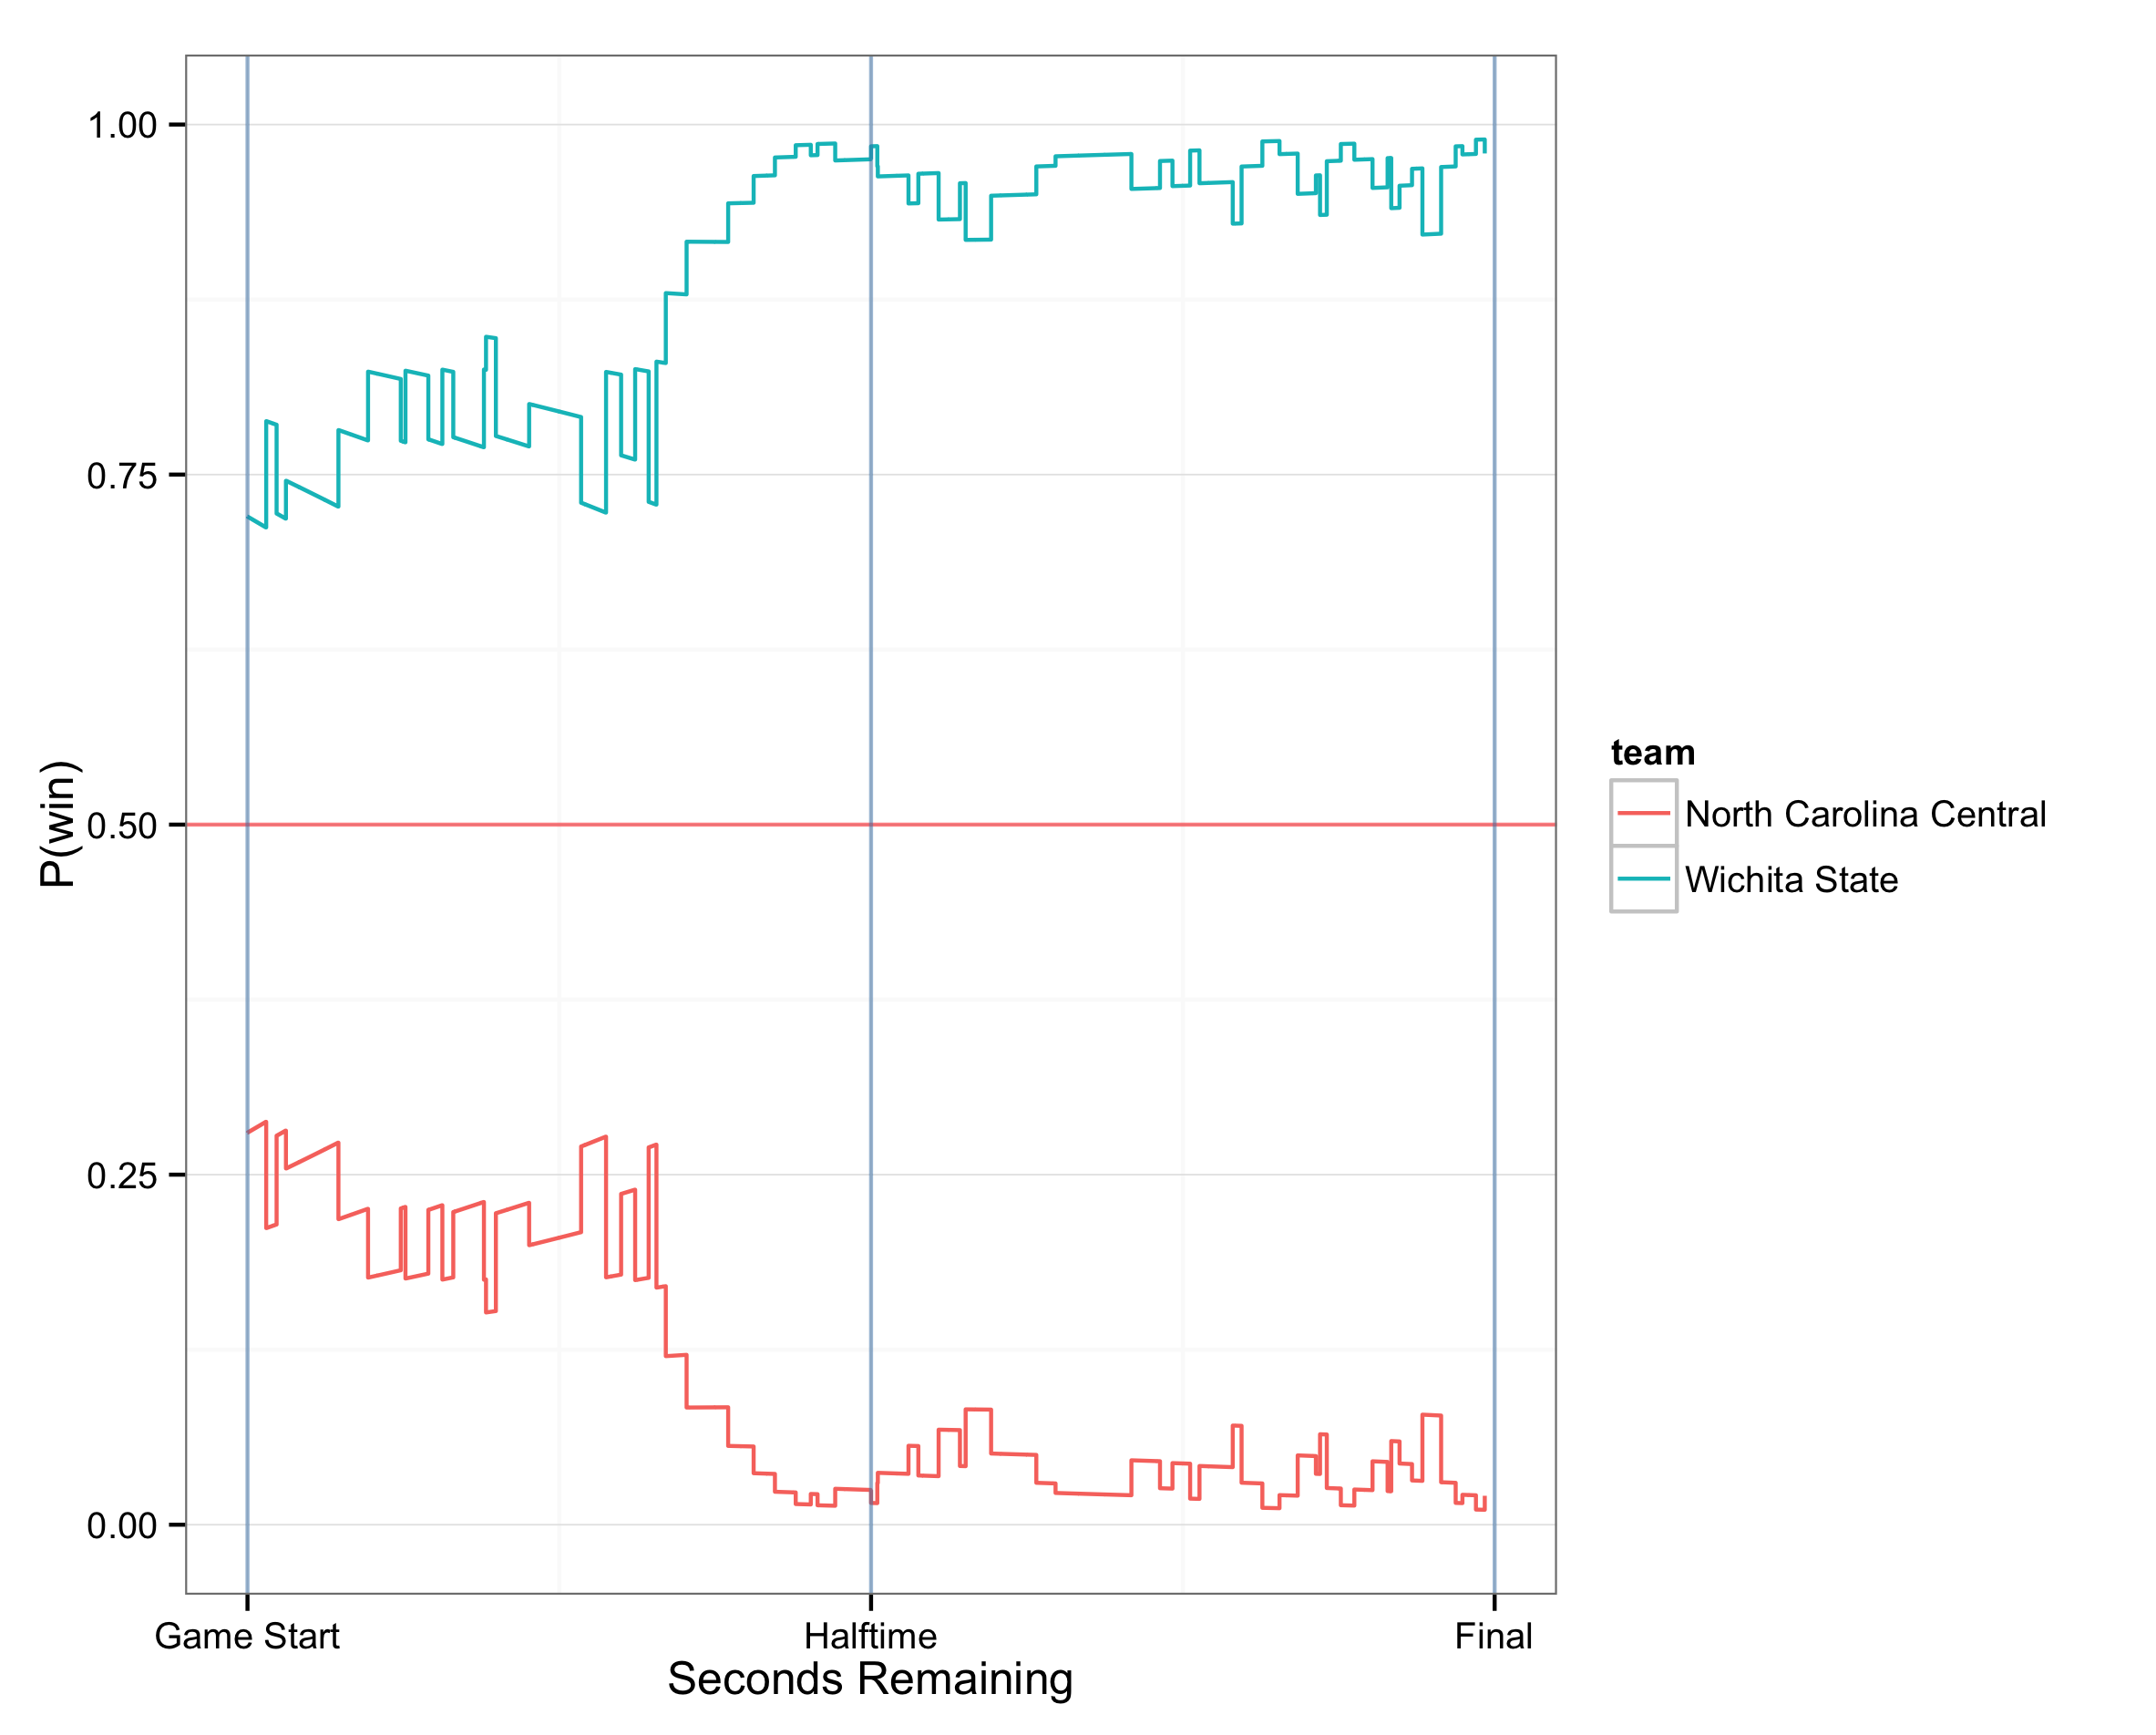 1.00
0.75
0.50
0.25
0.00
P(win)
Game Start
Halftime
Final
Seconds Remaining
team
North Carolina Central
Wichita State